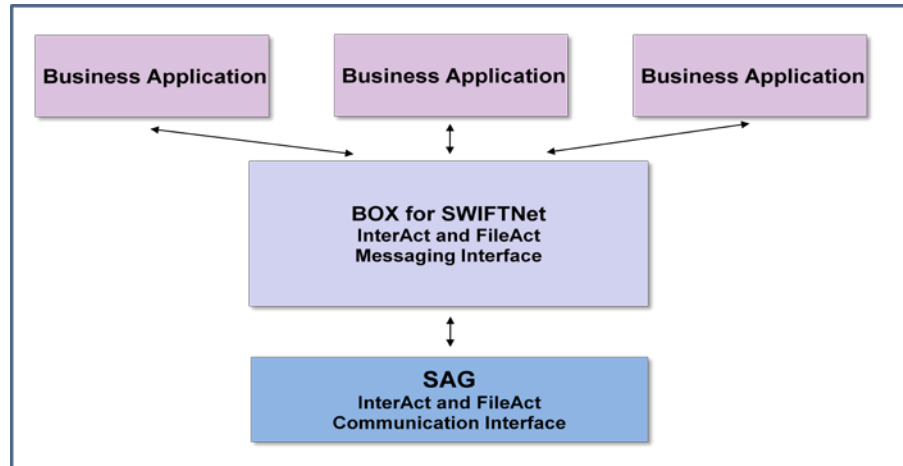 Business Application
Business Application
Business Application
BOX for SWIFTNet
InterAct and FileAct
Messaging Interface
SAG
InterAct and FileAct
Communication Interface